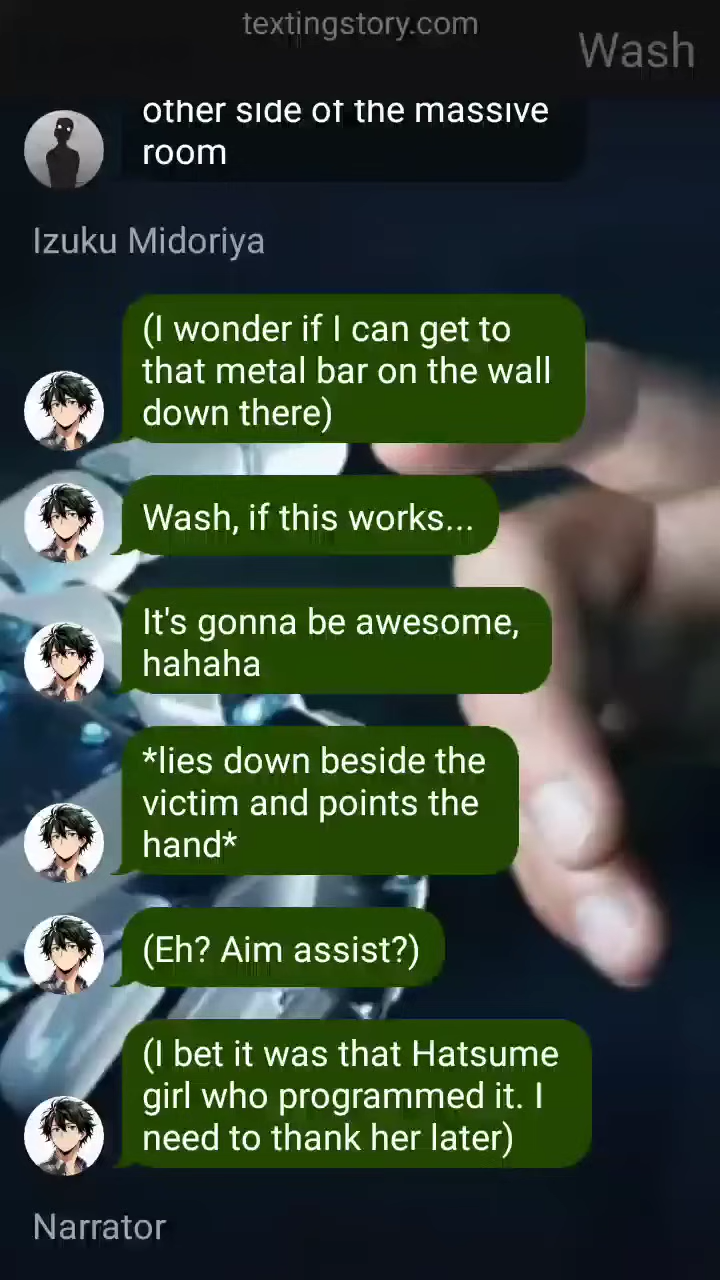 textingstory.com
Wash
other side of the massive
room
Izuku Midoriya
(I wonder if I can get to
that metal bar on the wall
down there)
Wash, if this works...
It's gonna be awesome,
hahaha
*lies down beside the
victim and points the
hand*
(Eh? Aim assist?)
(I bet it was that Hatsume
girl who programmed it. I
need to thank her later)
Narrator